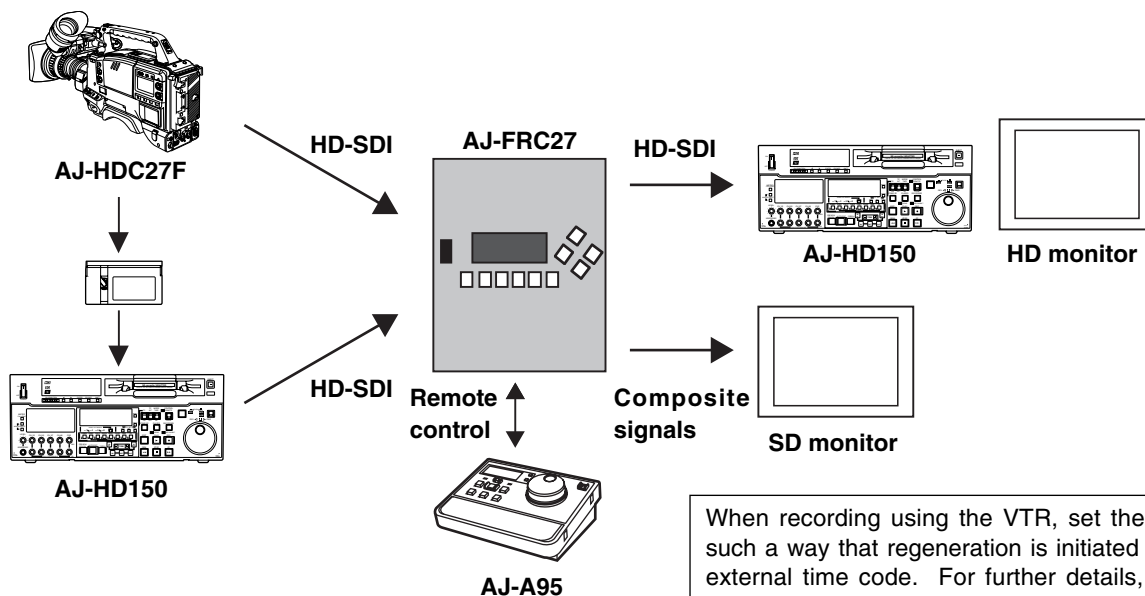 HD-SDI
AJ-FRC27
HD-SDI
AJ-HDC27F
AJ-HD150
HD monitor
HD-SDI
Remote
control
Composite
signals
SD monitor
AJ-HD150
AJ-A95
When recording using the VTR, set the
such a way that regeneration is initiated
external time code. For further details,